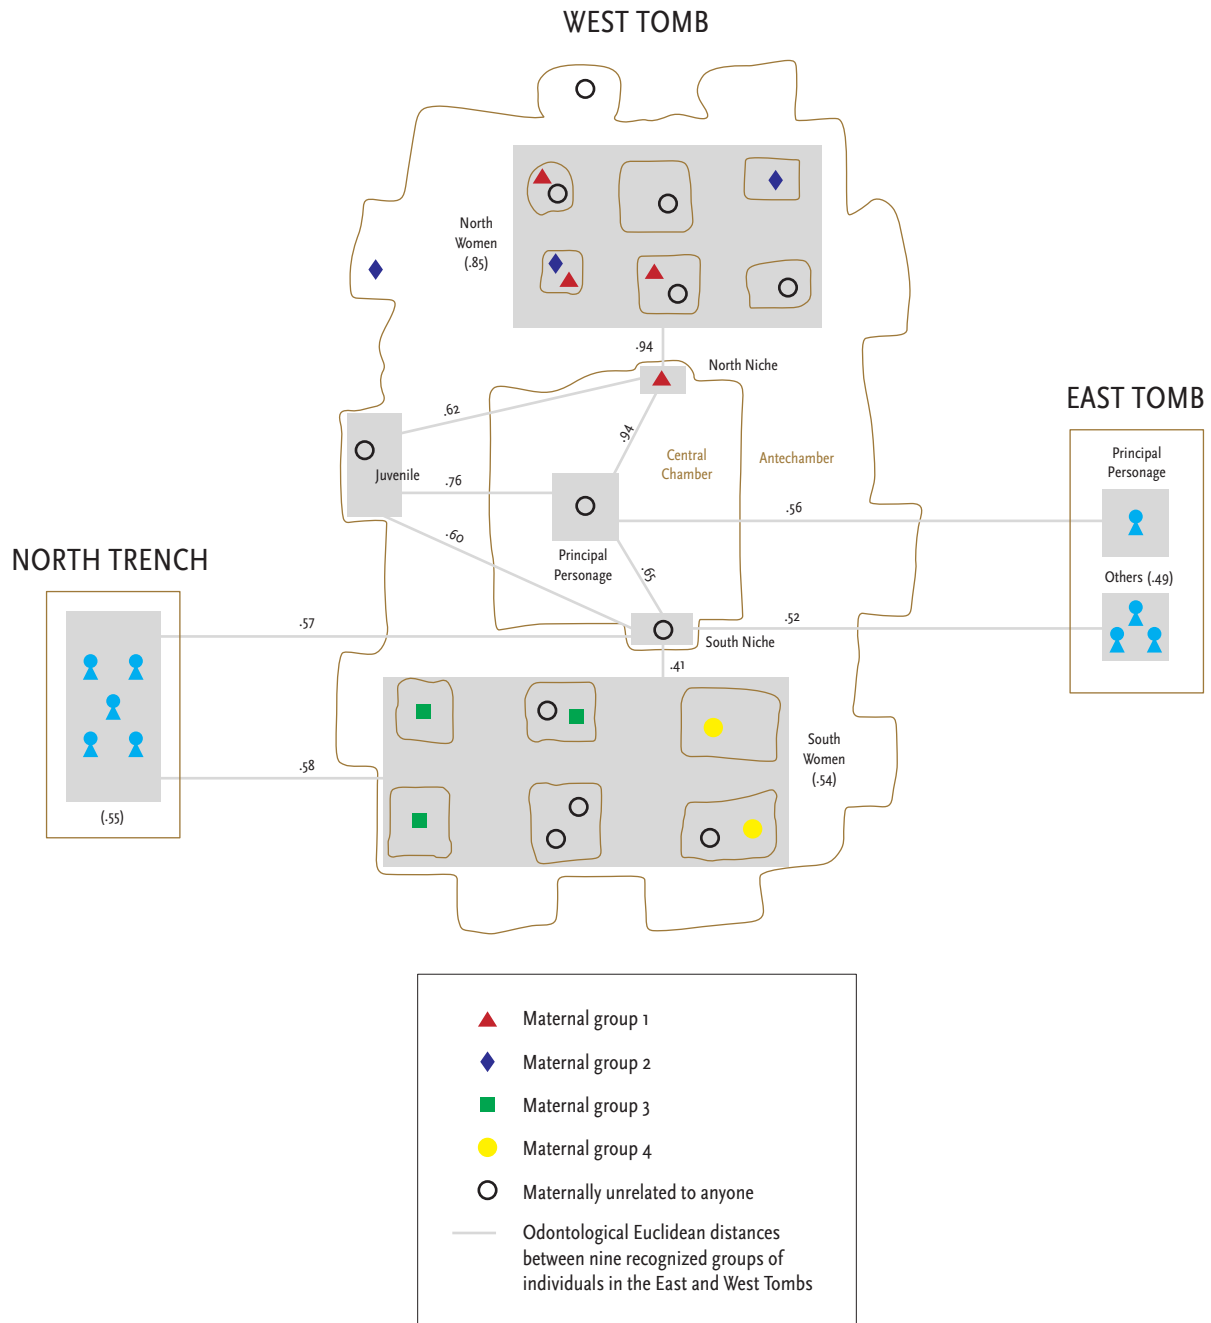 WEST TOMB
North
Women
(.85)
.94
North Niche
.62
.94
Central
Chamber
Antechamber
EAST TOMB
Principal
Personage
Juvenile
.76
.56
.60
Principal
Personage
.65
Others (.49)
NORTH TRENCH
.57
.52
South Niche
.41
South
Women
(.54)
.58
(.55)
Maternal group 1
Maternal group 2
Maternal group 3
Maternal group 4
Maternally unrelated to anyone
Odontological Euclidean distances
between nine recognized groups of
individuals in the East and West Tombs